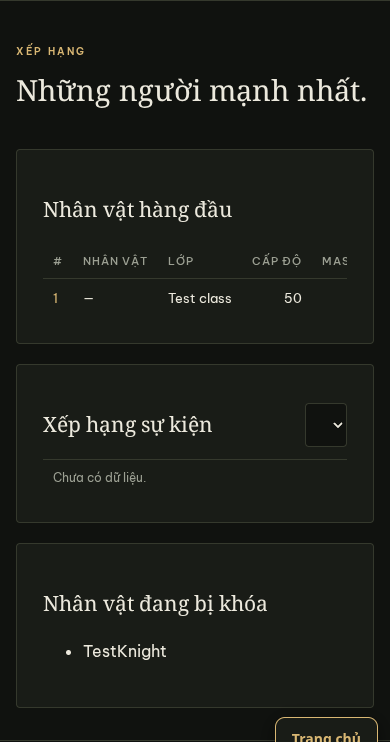 XẾP HẠNG
Những người mạnh nhất.
Nhân vật hàng đầu
# NHÂN VẬT LỚP CẤP ĐỘ MAS
1 — Test class 50
Xếp hạng sự kiện
Chưa có dữ liệu.
Nhân vật đang bị khóa
• TestKnight
Trang chủ